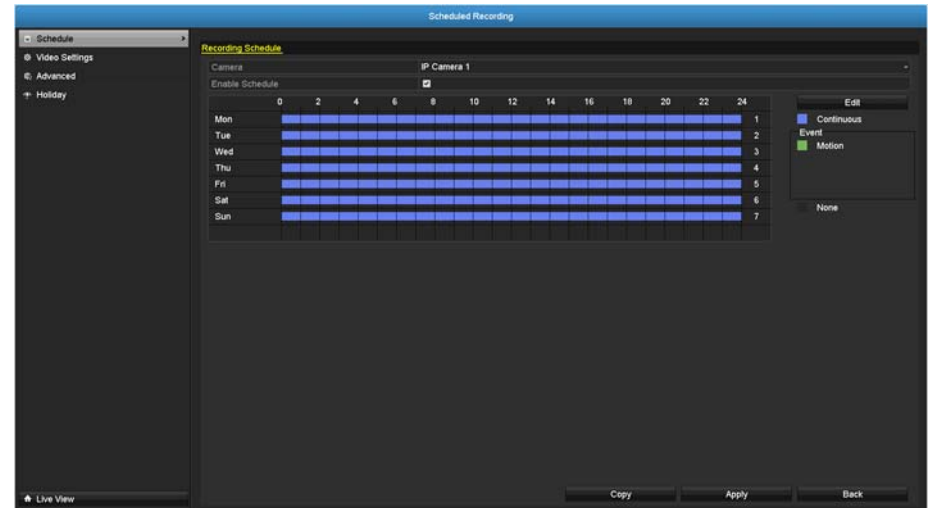 Scheduled Recording
Schedule
Video Settings
Advanced
Holiday
Live View
Recording Schedule
Camera IP Camera 1
Enable Schedule
0 2 4 6 8 10 12 14 16 18 20 22 24
Mon 1
Tue 2
Wed 3
Thu 4
Fri 5
Sat 6
Sun 7
Edit
Continuous
Event
Motion
None
Copy Apply Back